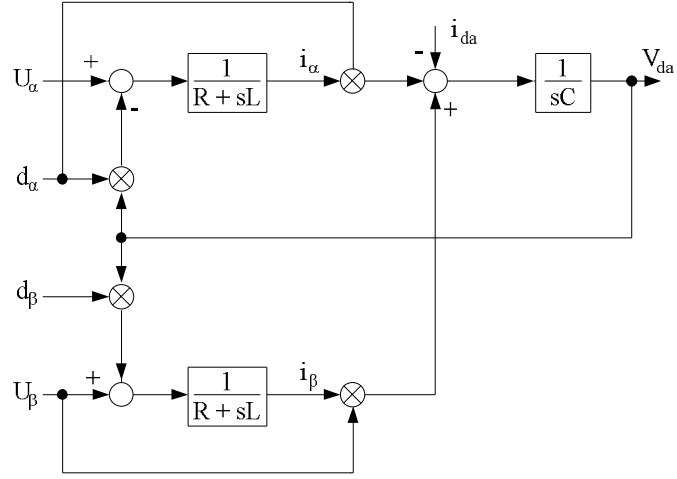 - i_da
+ U_α 1 R + sL i_α + 1 sC V_da
-
d_α
d_β
+ U_β 1 R + sL i_β